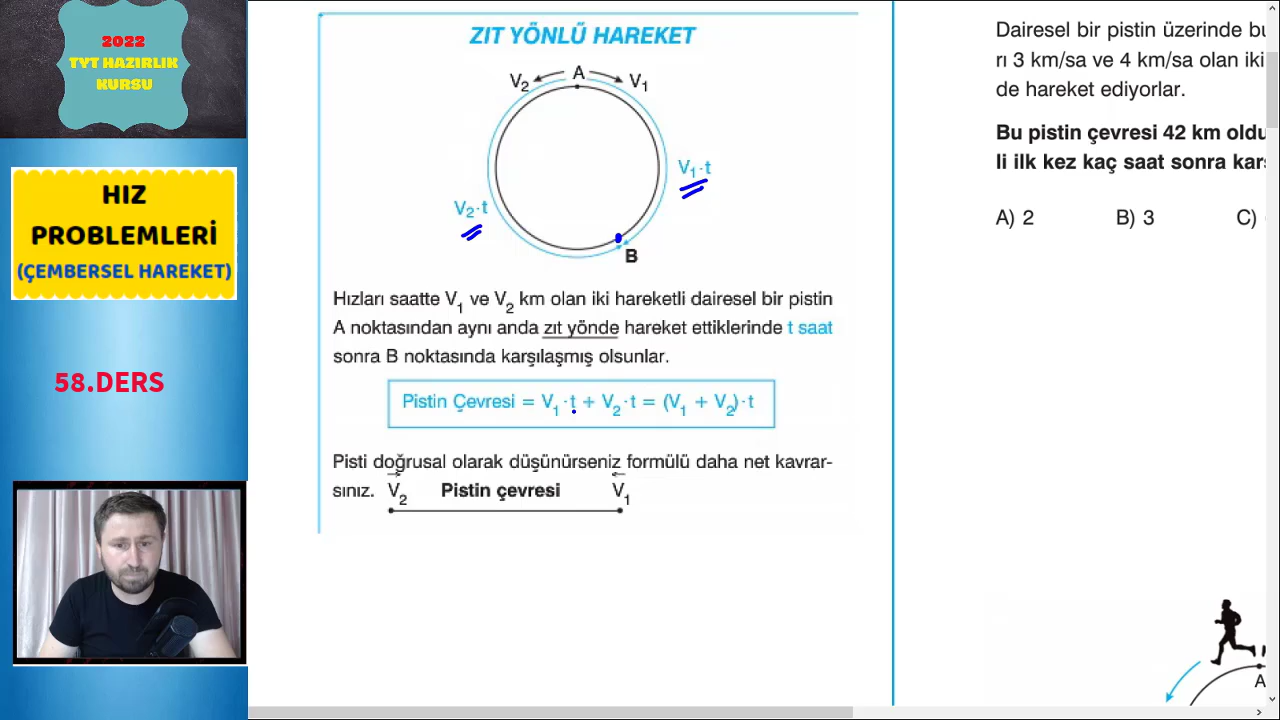 2022
TYT HAZIRLIK
KURSU
HIZ
PROBLEMLERİ
(ÇEMBERSEL HAREKET)
58.DERS
ZIT YÖNLÜ HAREKET
V2 A V1
V1·t
V2·t
B
Hızları saatte V1 ve V2 km olan iki hareketli dairesel bir pistin
A noktasından aynı anda zıt yönde hareket ettiklerinde t saat
sonra B noktasında karşılaşmış olsunlar.
Pistin Çevresi = V1·t + V2·t = (V1 + V2)·t
Pisti doğrusal olarak düşünürseniz formülü daha net kavrar-
sınız. V2 Pistin çevresi V1
Dairesel bir pistin üzerinde
rı 3 km/sa ve 4 km/sa olan iki
de hareket ediyorlar.
Bu pistin çevresi 42 km
li ilk kez kaç saat sonra
A) 2 B) 3 C)
A